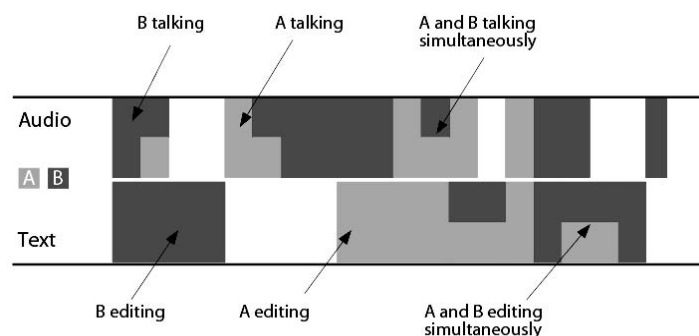 B talking
A talking
A and B talking
simultaneously
Audio
A B
Text
B editing
A editing
A and B editing
simultaneously